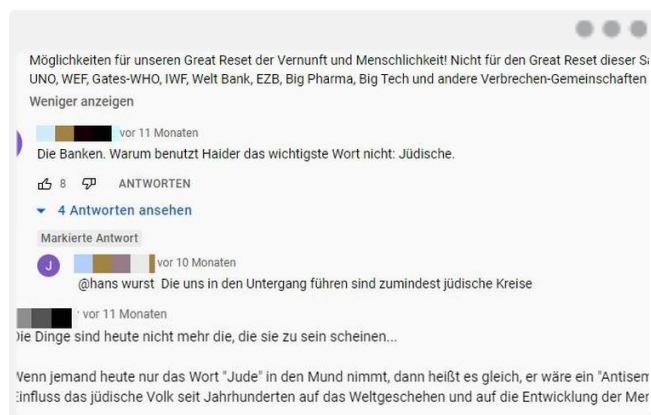 Möglichkeiten für unseren Great Reset der Vernunft und Menschlichkeit! Nicht für den Great Reset dieser
UNO, WEF, Gates-WHO, IWF, Welt Bank, EZB, Big Pharma, Big Tech und andere Verbrechen-Gemeinschaften
Weniger anzeigen
vor 11 Monaten
Die Banken. Warum benutzt Haider das wichtigste Wort nicht: Jüdische.
8 ANTWORTEN
4 Antworten ansehen
Markierte Antwort
J vor 10 Monaten
@hans wurst Die uns in den Untergang führen sind zumindest jüdische Kreise
vor 11 Monaten
Die Dinge sind heute nicht mehr die, die sie zu sein scheinen...
Wenn jemand heute nur das Wort "Jude" in den Mund nimmt, dann heißt es gleich, er wäre ein "Antisem
Einfluss das jüdische Volk seit Jahrhunderten auf das Weltgeschehen und auf die Entwicklung der